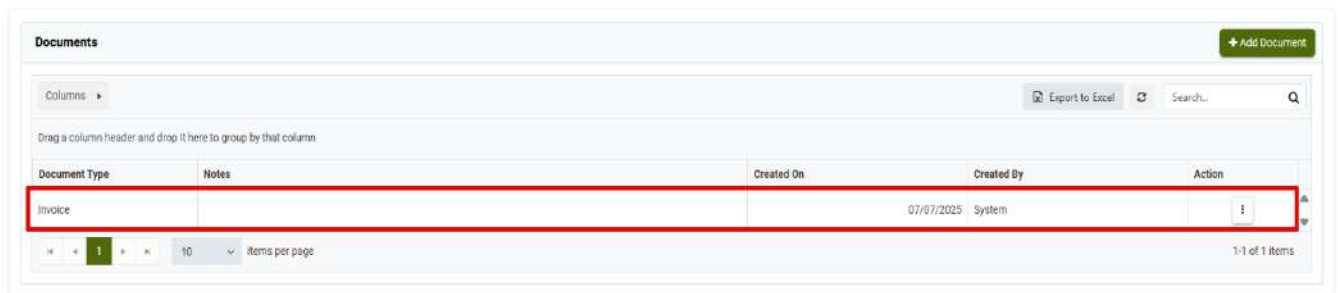 Documents
+ Add Document
Columns
Export to Excel
Search...
Drag a column header and drop it here to group by that column
Document Type Notes Created On Created By Action
Invoice 07/07/2025 System
1 10 items per page 1-1 of 1 items